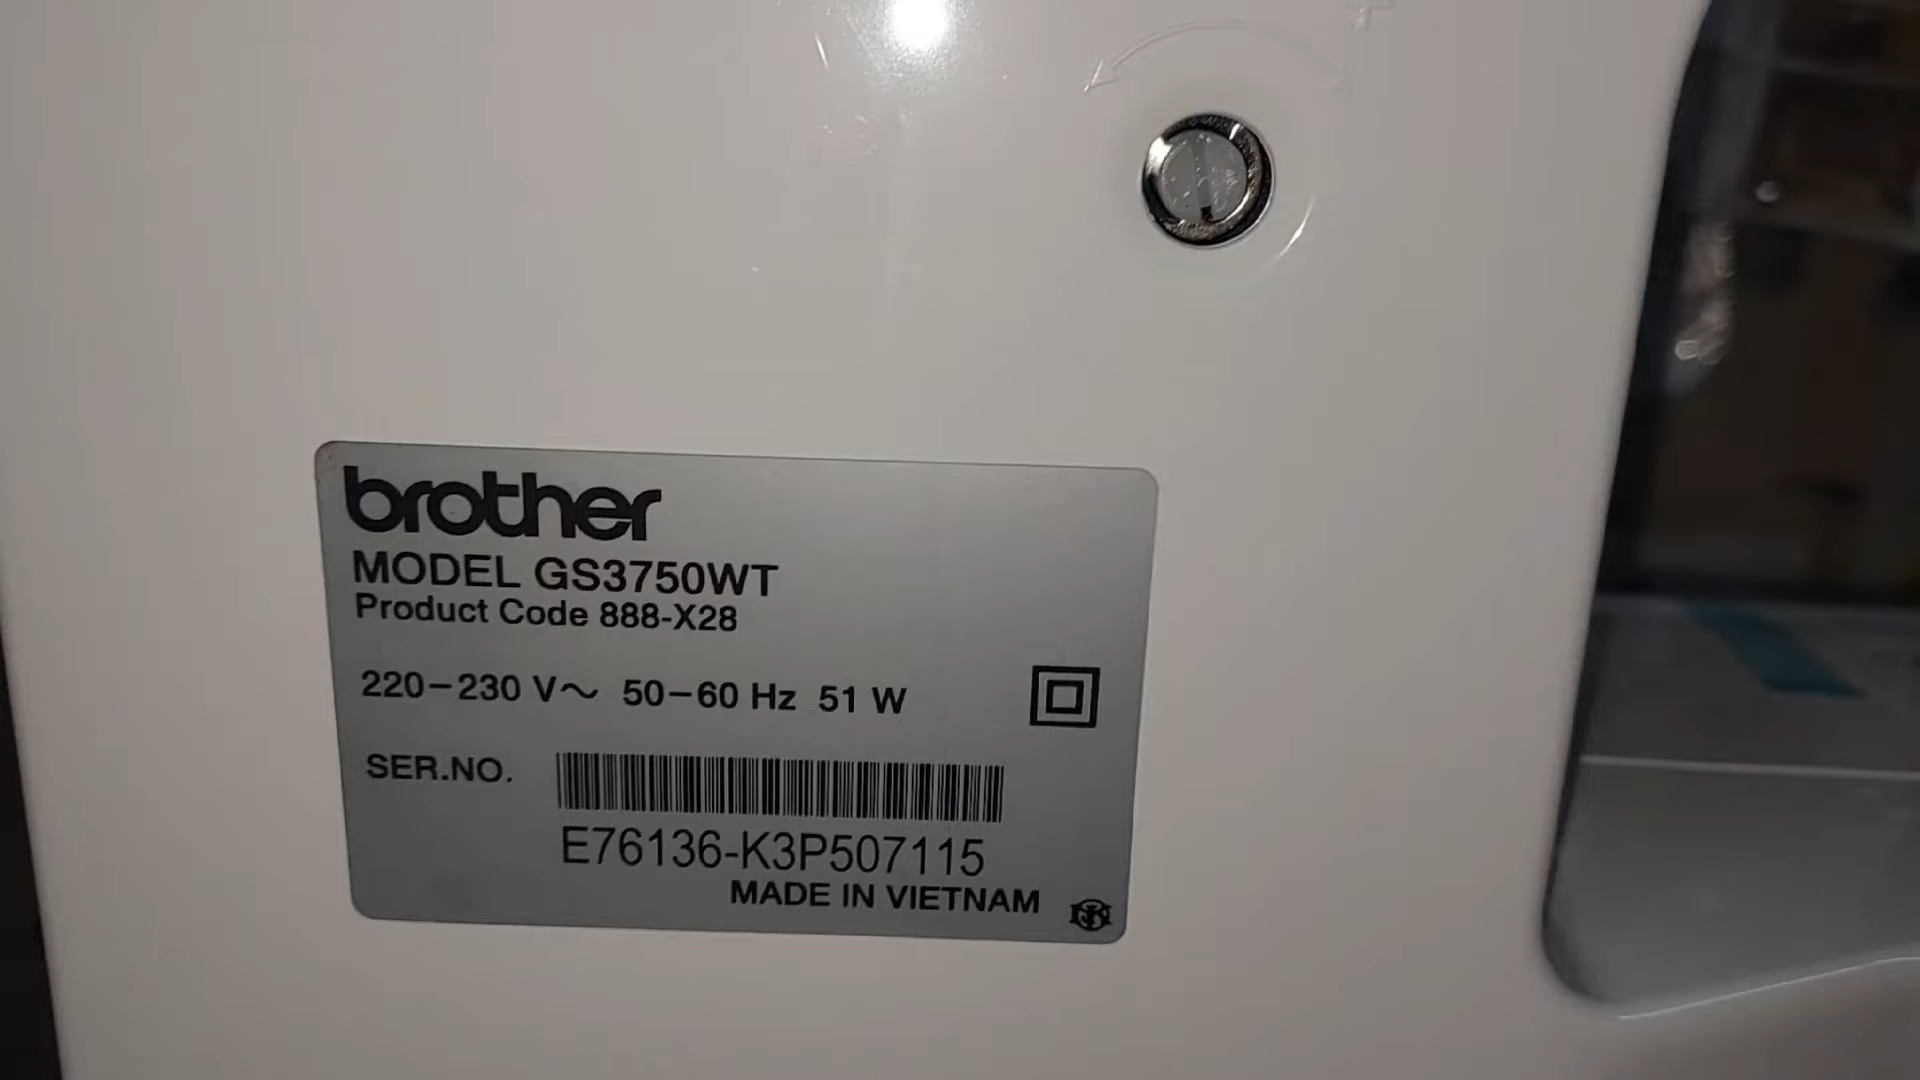 brother
MODEL GS3750WT
Product Code 888-X28
220-230 V~ 50-60 Hz 51 W
SER.NO.
E76136-K3P507115
MADE IN VIETNAM